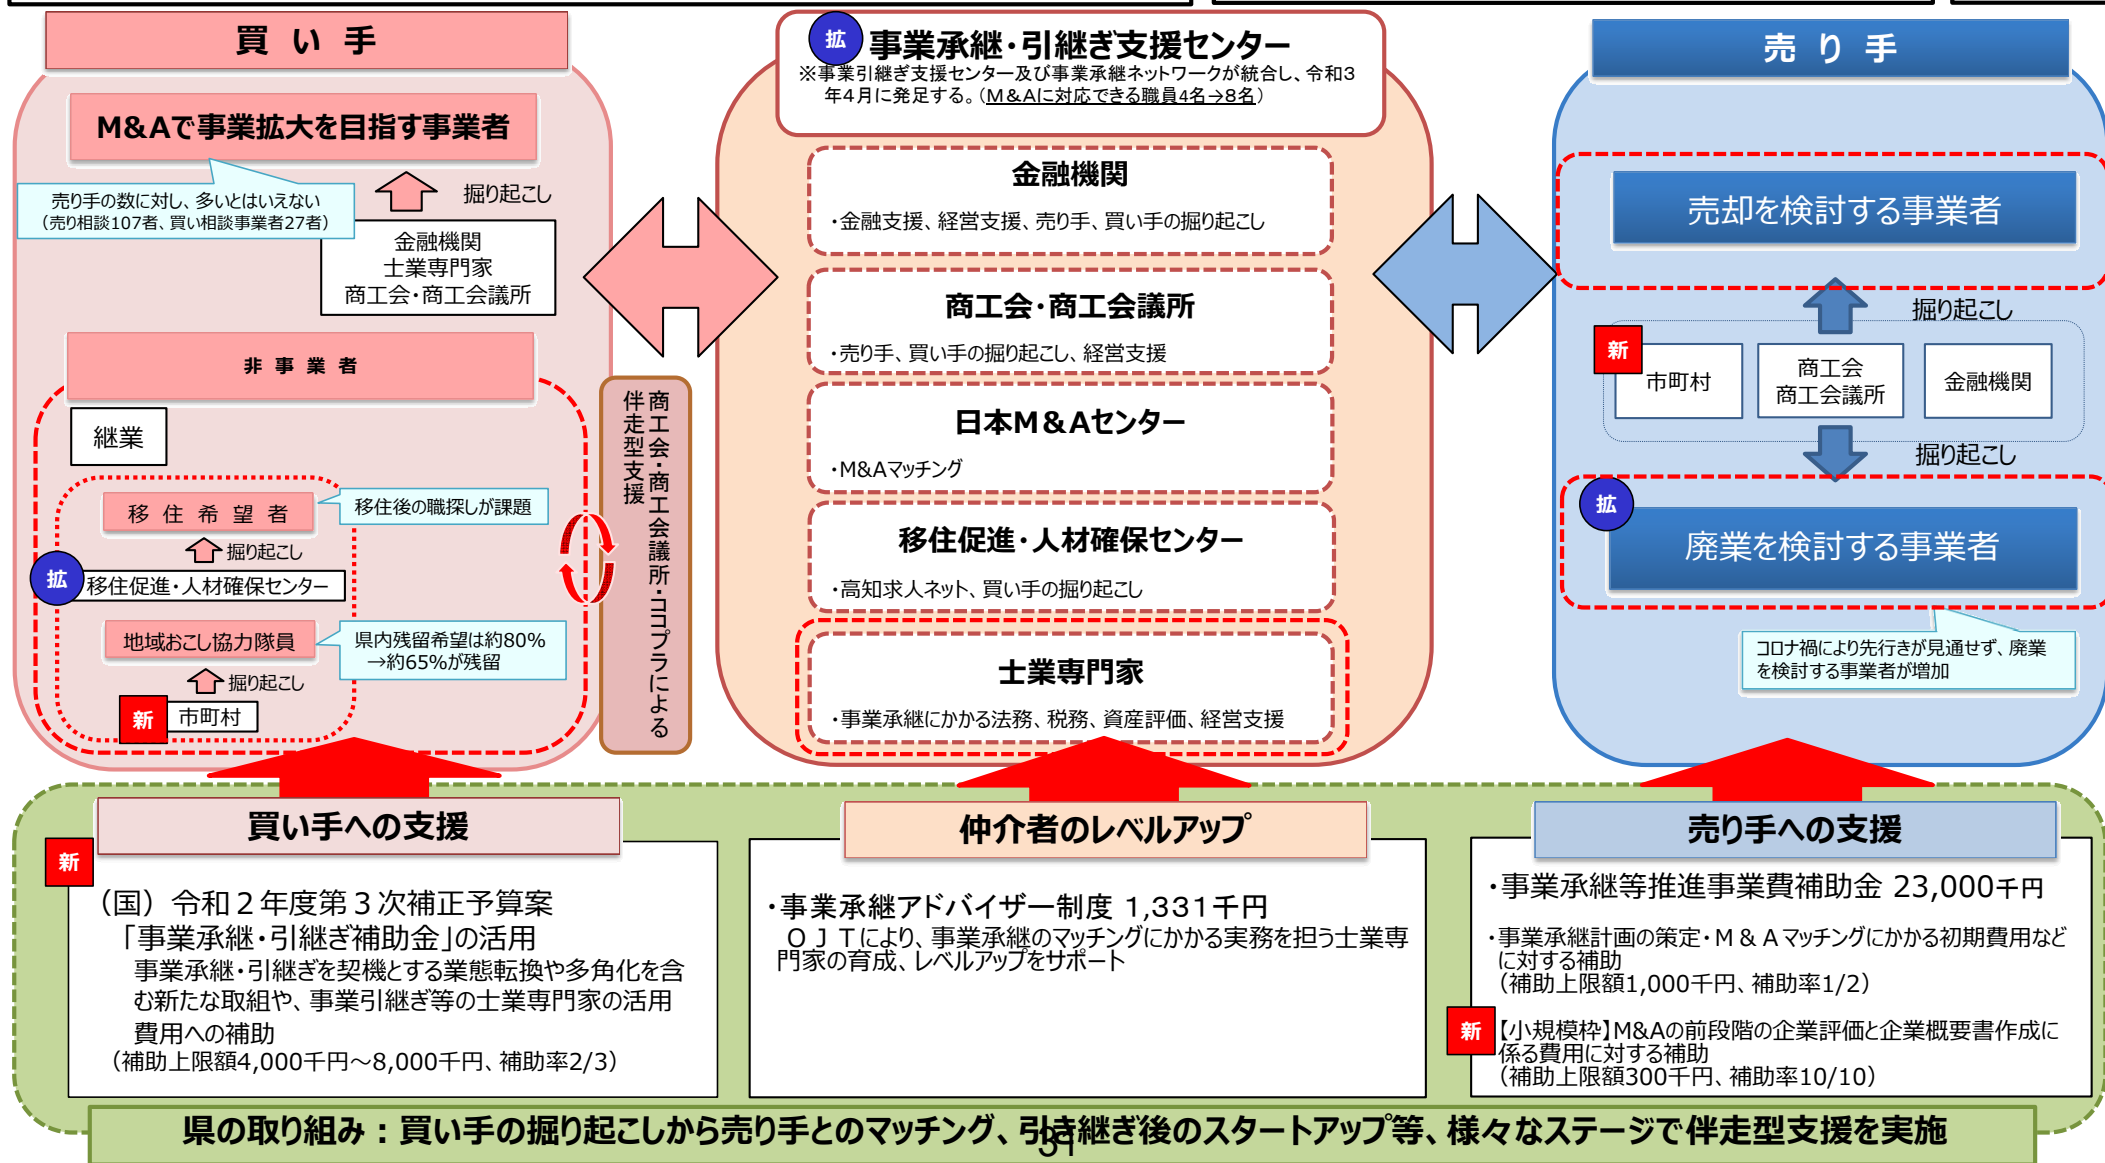 買い手
M&Aで事業拡大を目指す事業者
売り手の数に対し、多いとはいえない
（売り相談107者、買い相談事業者27者）
掘り起こし
金融機関
士業専門家
商工会・商工会議所
非事業者
継業
移住希望者
移住後の職探しが課題
掘り起こし
拡
移住促進・人材確保センター
地域おこし協力隊員
県内残留希望は約80%
→約65%が残留
掘り起こし
新
市町村
商工会・商工会議所・ココプラによる
伴走型支援
拡
事業承継・引継ぎ支援センター
※事業引継ぎ支援センター及び事業承継ネットワークが統合し、令和3
年4月に発足する。（M&Aに対応できる職員4名→8名）
金融機関
・金融支援、経営支援、売り手、買い手の掘り起こし
商工会・商工会議所
・売り手、買い手の掘り起こし、経営支援
日本M&Aセンター
・M&Aマッチング
移住促進・人材確保センター
・高知求人ネット、買い手の掘り起こし
士業専門家
・事業承継にかかる法務、税務、資産評価、経営支援
売り手
売却を検討する事業者
掘り起こし
新
市町村
商工会
商工会議所
金融機関
掘り起こし
拡
廃業を検討する事業者
コロナ禍により先行きが見通せず、廃業
を検討する事業者が増加
買い手への支援
新
（国）令和２年度第３次補正予算案
「事業承継・引継ぎ補助金」の活用
事業承継・引継ぎを契機とする業態転換や多角化を含
む新たな取組や、事業引継ぎ等の士業専門家の活用
費用への補助
（補助上限額4,000千円～8,000千円、補助率2/3）
仲介者のレベルアップ
・事業承継アドバイザー制度 1,331千円
ＯＪＴにより、事業承継のマッチングにかかる実務を担う士業専
門家の育成、レベルアップをサポート
売り手への支援
・事業承継等推進事業費補助金 23,000千円
・事業承継計画の策定・M&Aマッチングにかかる初期費用など
に対する補助
（補助上限額1,000千円、補助率1/2）
新
【小規模枠】M&Aの前段階の企業評価と企業概要書作成に
係る費用に対する補助
（補助上限額300千円、補助率10/10）
県の取り組み：買い手の掘り起こしから売り手とのマッチング、引き継ぎ後のスタートアップ等、様々なステージで伴走型支援を実施
31